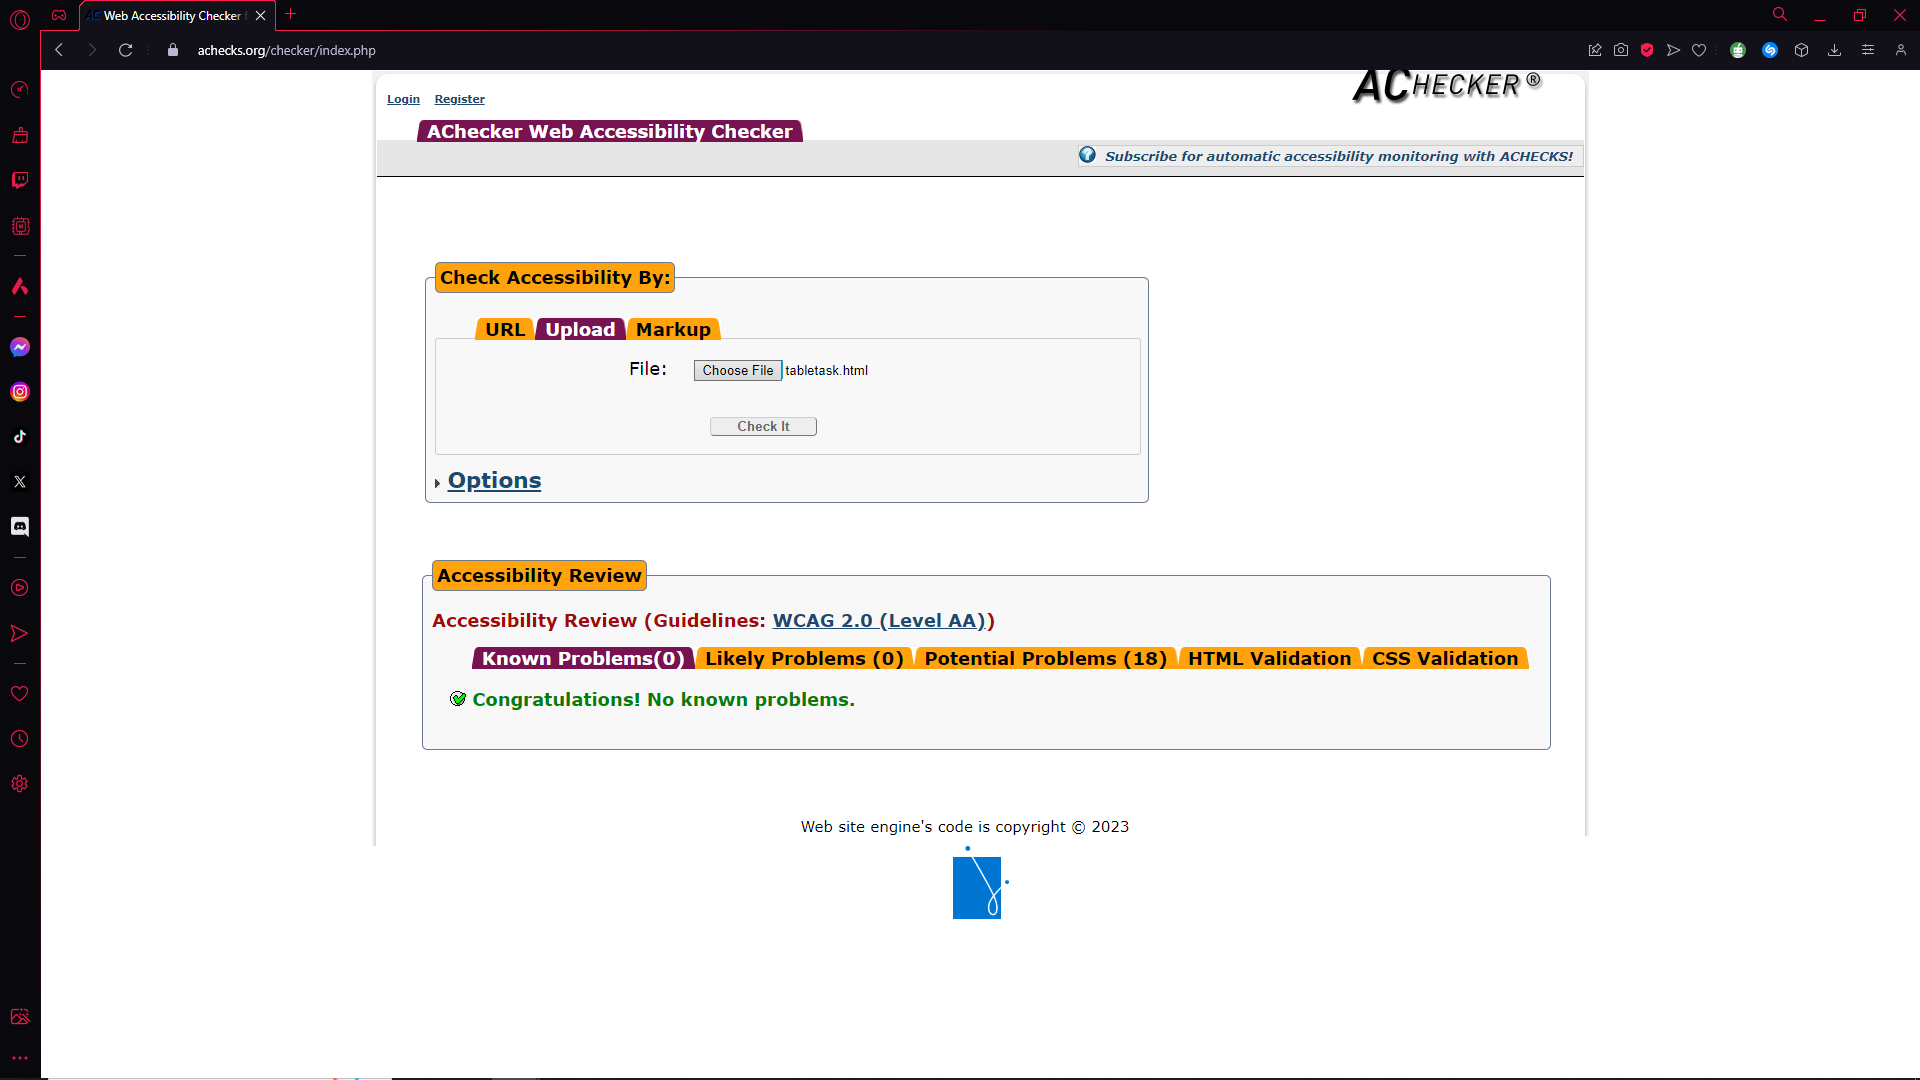 Web Accessibility Checker
achecks.org/checker/index.php
Login Register
ACHECKER ®
AChecker Web Accessibility Checker
Subscribe for automatic accessibility monitoring with ACHECKS!
Check Accessibility By:
URL Upload Markup
File: Choose File tabletask.html
Check It
Options
Accessibility Review
Accessibility Review (Guidelines: WCAG 2.0 (Level AA))
Known Problems(0) Likely Problems (0) Potential Problems (18) HTML Validation CSS Validation
Congratulations! No known problems.
Web site engine's code is copyright © 2023